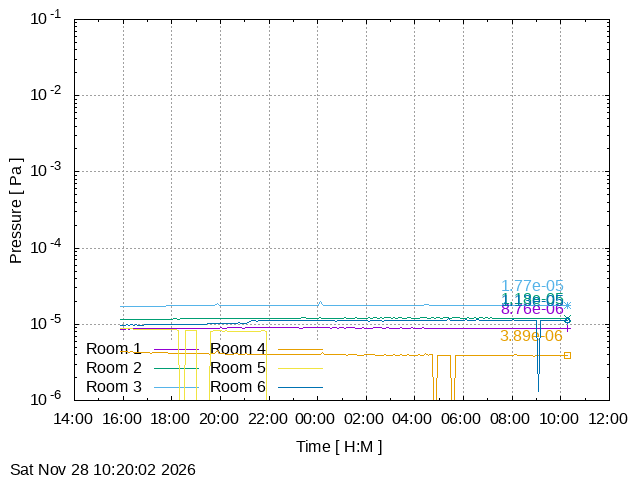 10^-1
10^-2
10^-3
10^-4
10^-5
10^-6
Pressure [ Pa ]
1.77e-05
1.13e-05
8.76e-06
3.89e-06
Room 1
Room 4
Room 2
Room 5
Room 3
Room 6
14:00 16:00 18:00 20:00 22:00 00:00 02:00 04:00 06:00 08:00 10:00 12:00
Time [ H:M ]
Sat Nov 28 10:20:02 2026